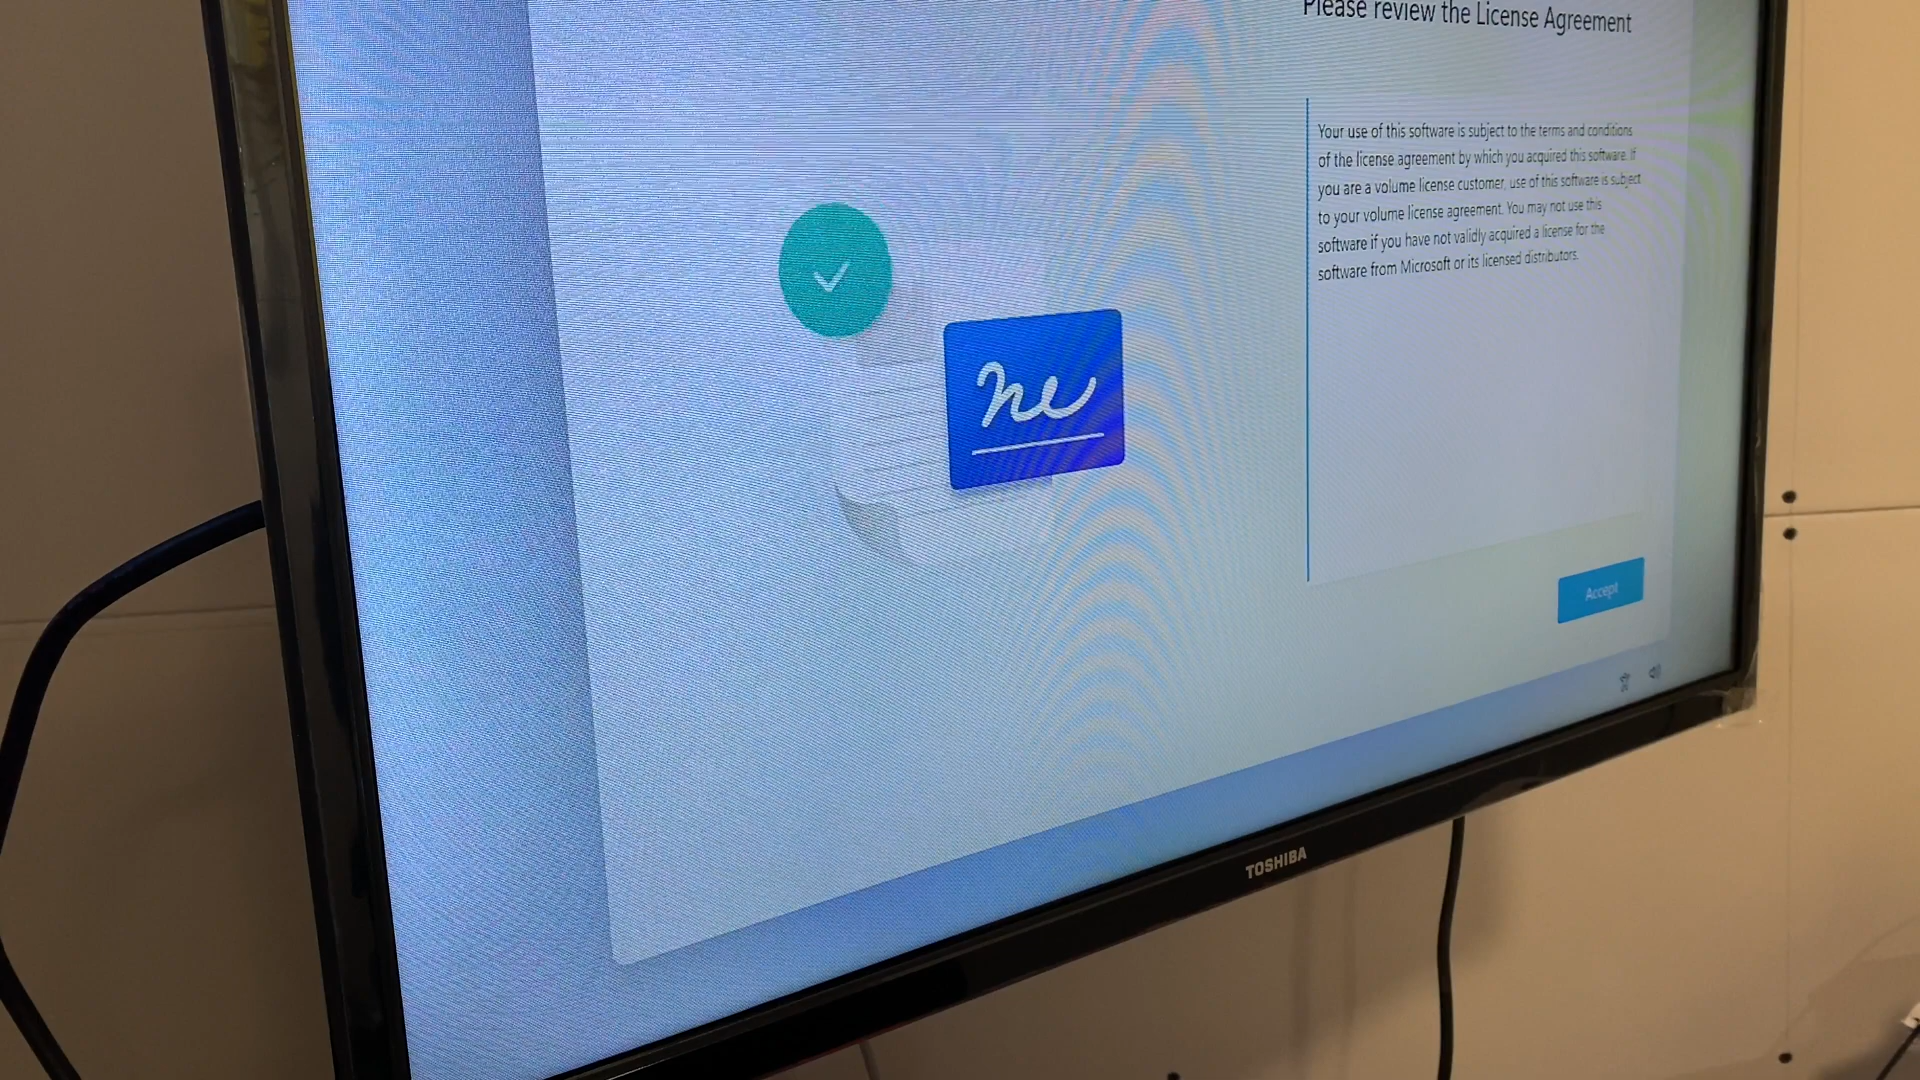 Please review the License Agreement
Your use of this software is subject to the terms and conditions
of the license agreement by which you acquired this software. If
you are a volume license customer, use of this software is subject
to your volume license agreement. You may not use this
software if you have not validly acquired a license for the
software from Microsoft or its licensed distributors.
Accept
TOSHIBA